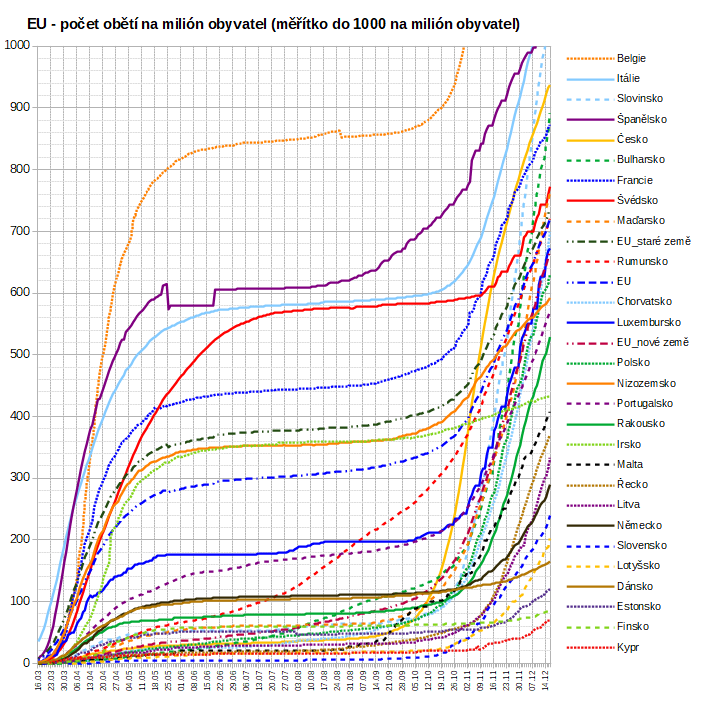 EU - počet obětí na milión obyvatel (měřítko do 1000 na milión obyvatel)
1000
900
800
700
600
500
400
300
200
100
0
Belgie
Itálie
Slovinsko
Španělsko
Česko
Bulharsko
Francie
Švédsko
Maďarsko
EU_staré země
Rumunsko
EU
Chorvatsko
Luxembursko
EU_nové země
Polsko
Nizozemsko
Portugalsko
Rakousko
Irsko
Malta
Řecko
Litva
Německo
Slovensko
Lotyšsko
Dánsko
Estonsko
Finsko
Kypr
16.03 23.03 30.03 06.04 13.04 20.04 27.04 04.05 11.05 18.05 25.05 01.06 08.06 15.06 22.06 29.06 06.07 13.07 20.07 27.07 03.08 10.08 17.08 24.08 31.08 07.09 14.09 21.09 28.09 05.10 12.10 19.10 26.10 02.11 09.11 16.11 23.11 30.11 07.12 14.12